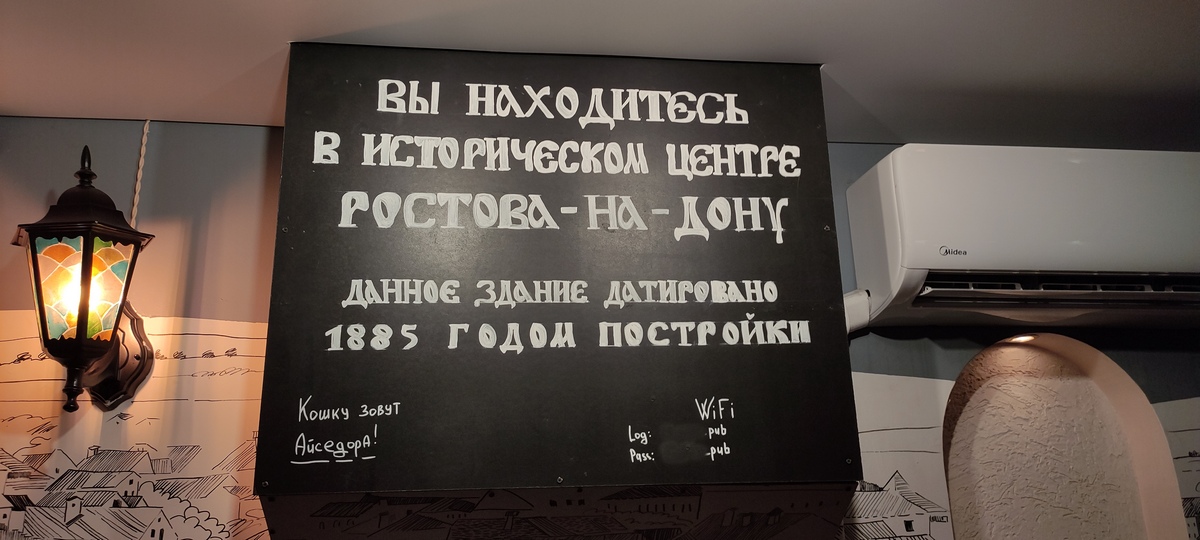 ВЫ НАХОДИТЕСЬ
В ИСТОРИЧЕСКОМ ЦЕНТРЕ
РОСТОВА-НА-ДОНУ
ДАННОЕ ЗДАНИЕ ДАТИРОВАНО
1885 ГОДОМ ПОСТРОЙКИ
Кошку зовут
Айседора!
WiFi
Log: pub
Pass: -pub
Midea